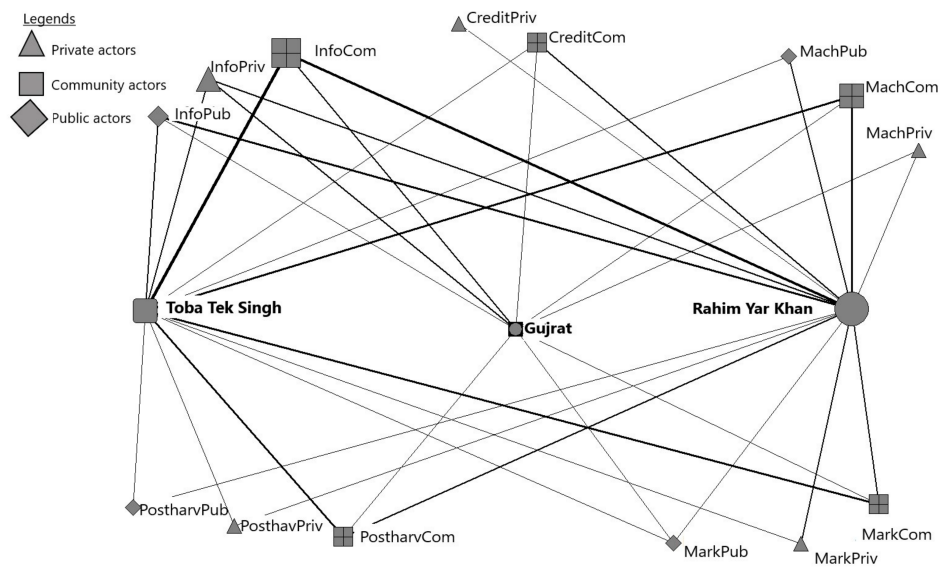 Legends
Private actors
Community actors
Public actors
CreditPriv
CreditCom
InfoCom
InfoPriv
InfoPub
MachPub
MachCom
MachPriv
Toba Tek Singh
Gujrat
Rahim Yar Khan
PostharvPub
PosthavPriv
PostharvCom
MarkPub
MarkPriv
MarkCom